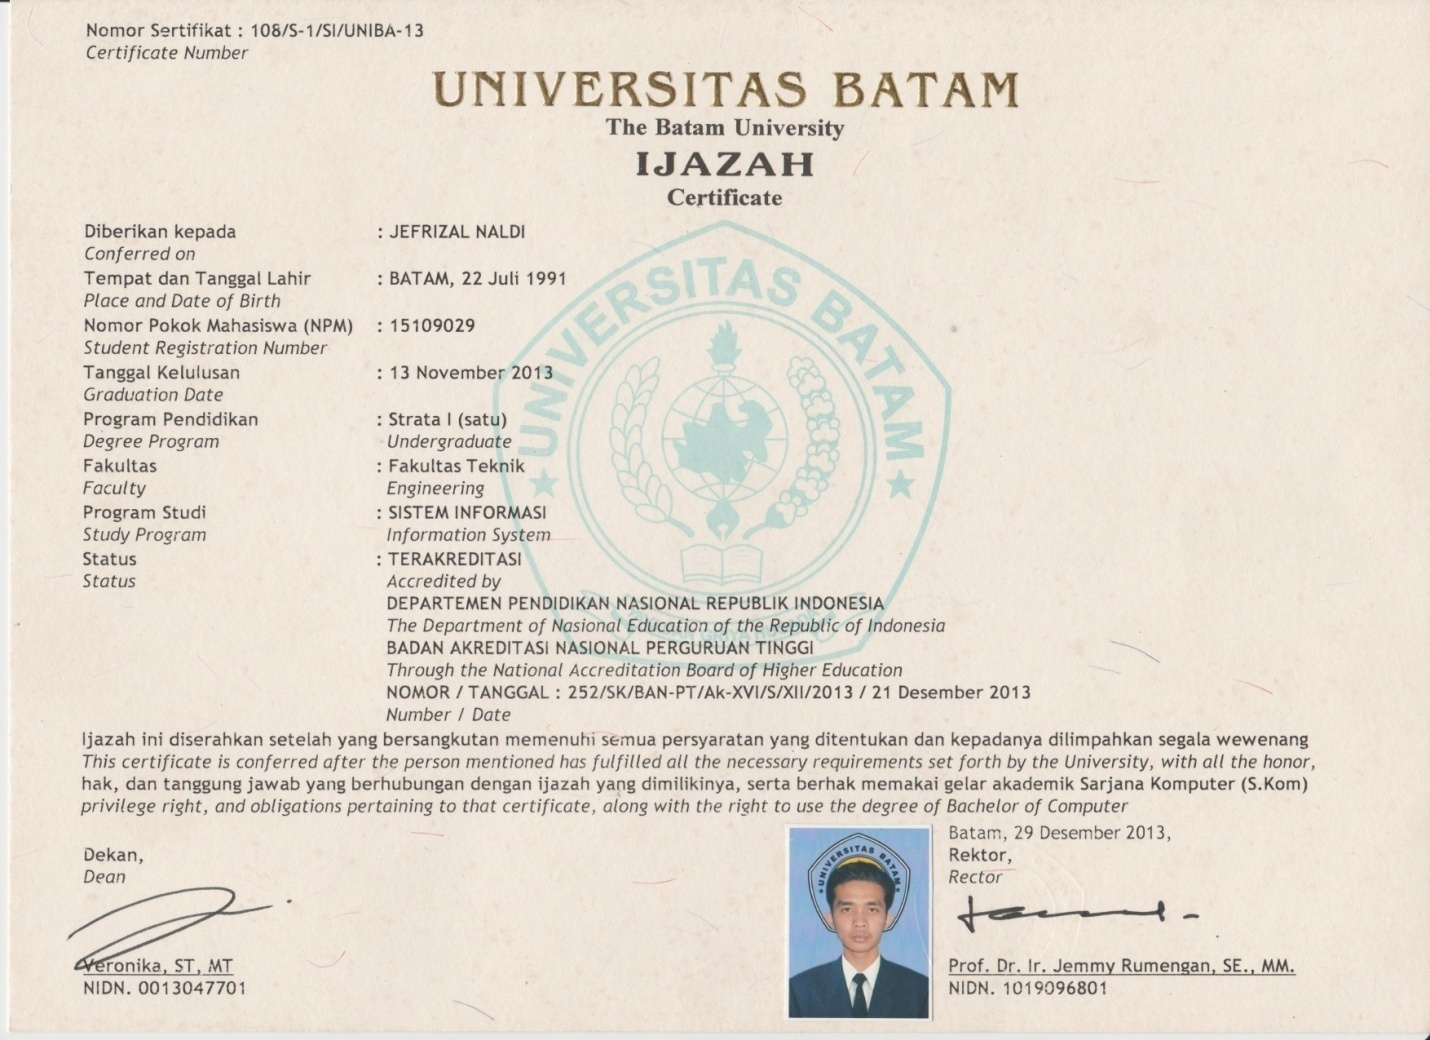 Nomor Sertifikat : 108/S-1/SI/UNIBA-13
Certificate Number
UNIVERSITAS BATAM
The Batam University
IJAZAH
Certificate
Diberikan kepada : JEFRIZAL NALDI
Conferred on
Tempat dan Tanggal Lahir : BATAM, 22 Juli 1991
Place and Date of Birth
Nomor Pokok Mahasiswa (NPM) : 15109029
Student Registration Number
Tanggal Kelulusan : 13 November 2013
Graduation Date
Program Pendidikan : Strata I (satu)
Degree Program Undergraduate
Fakultas : Fakultas Teknik
Faculty Engineering
Program Studi : SISTEM INFORMASI
Study Program Information System
Status : TERAKREDITASI
Status Accredited by
DEPARTEMEN PENDIDIKAN NASIONAL REPUBLIK INDONESIA
The Department of Nasional Education of the Republic of Indonesia
BADAN AKREDITASI NASIONAL PERGURUAN TINGGI
Through the National Accreditation Board of Higher Education
NOMOR / TANGGAL : 252/SK/BAN-PT/Ak-XVI/S/XII/2013 / 21 Desember 2013
Number / Date
UNIVERSITAS BATAM
Ijazah ini diserahkan setelah yang bersangkutan memenuhi semua persyaratan yang ditentukan dan kepadanya dilimpahkan segala wewenang
This certificate is conferred after the person mentioned has fulfilled all the necessary requirements set forth by the University, with all the honor,
hak, dan tanggung jawab yang berhubungan dengan ijazah yang dimilikinya, serta berhak memakai gelar akademik Sarjana Komputer (S.Kom)
privilege right, and obligations pertaining to that certificate, along with the right to use the degree of Bachelor of Computer
Batam, 29 Desember 2013,
Dekan, Rektor,
Dean Rector
UNIVERSITAS BATAM
Veronika, ST, MT Prof. Dr. Ir. Jemmy Rumengan, SE., MM.
NIDN. 0013047701 NIDN. 1019096801